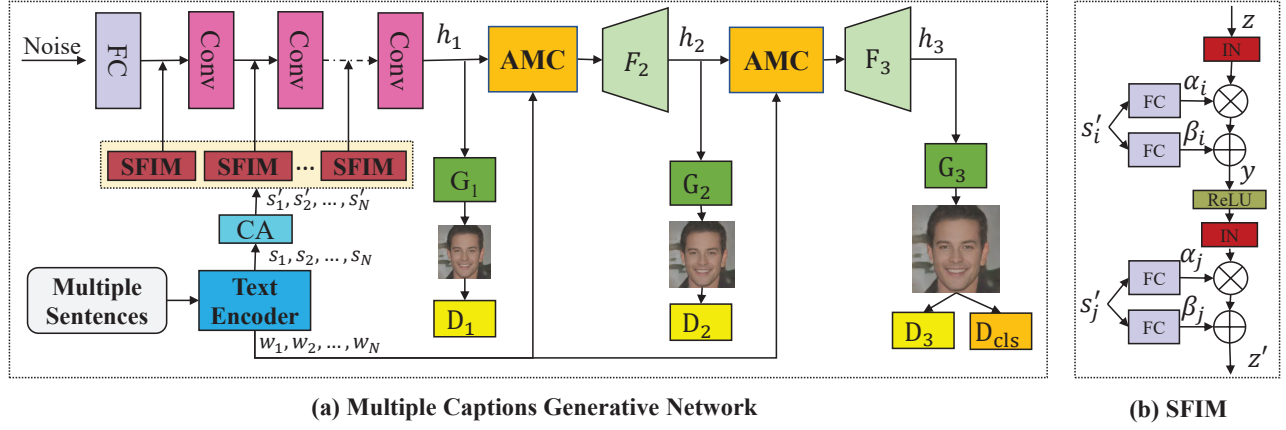 Noise
FC
Conv
Conv
Conv
h₁
AMC
F₂
h₂
AMC
F₃
h₃
SFIM
SFIM
...
SFIM
s′₁, s′₂, ... , s′N
CA
s₁, s₂, ... , sN
Multiple
Sentences
Text
Encoder
w₁, w₂, ... , wN
G₁
D₁
G₂
D₂
G₃
D₃
Dcls
(a) Multiple Captions Generative Network
z
IN
FC
αᵢ
s′ᵢ
FC
βᵢ
y
ReLU
IN
FC
αⱼ
s′ⱼ
FC
βⱼ
z′
(b) SFIM